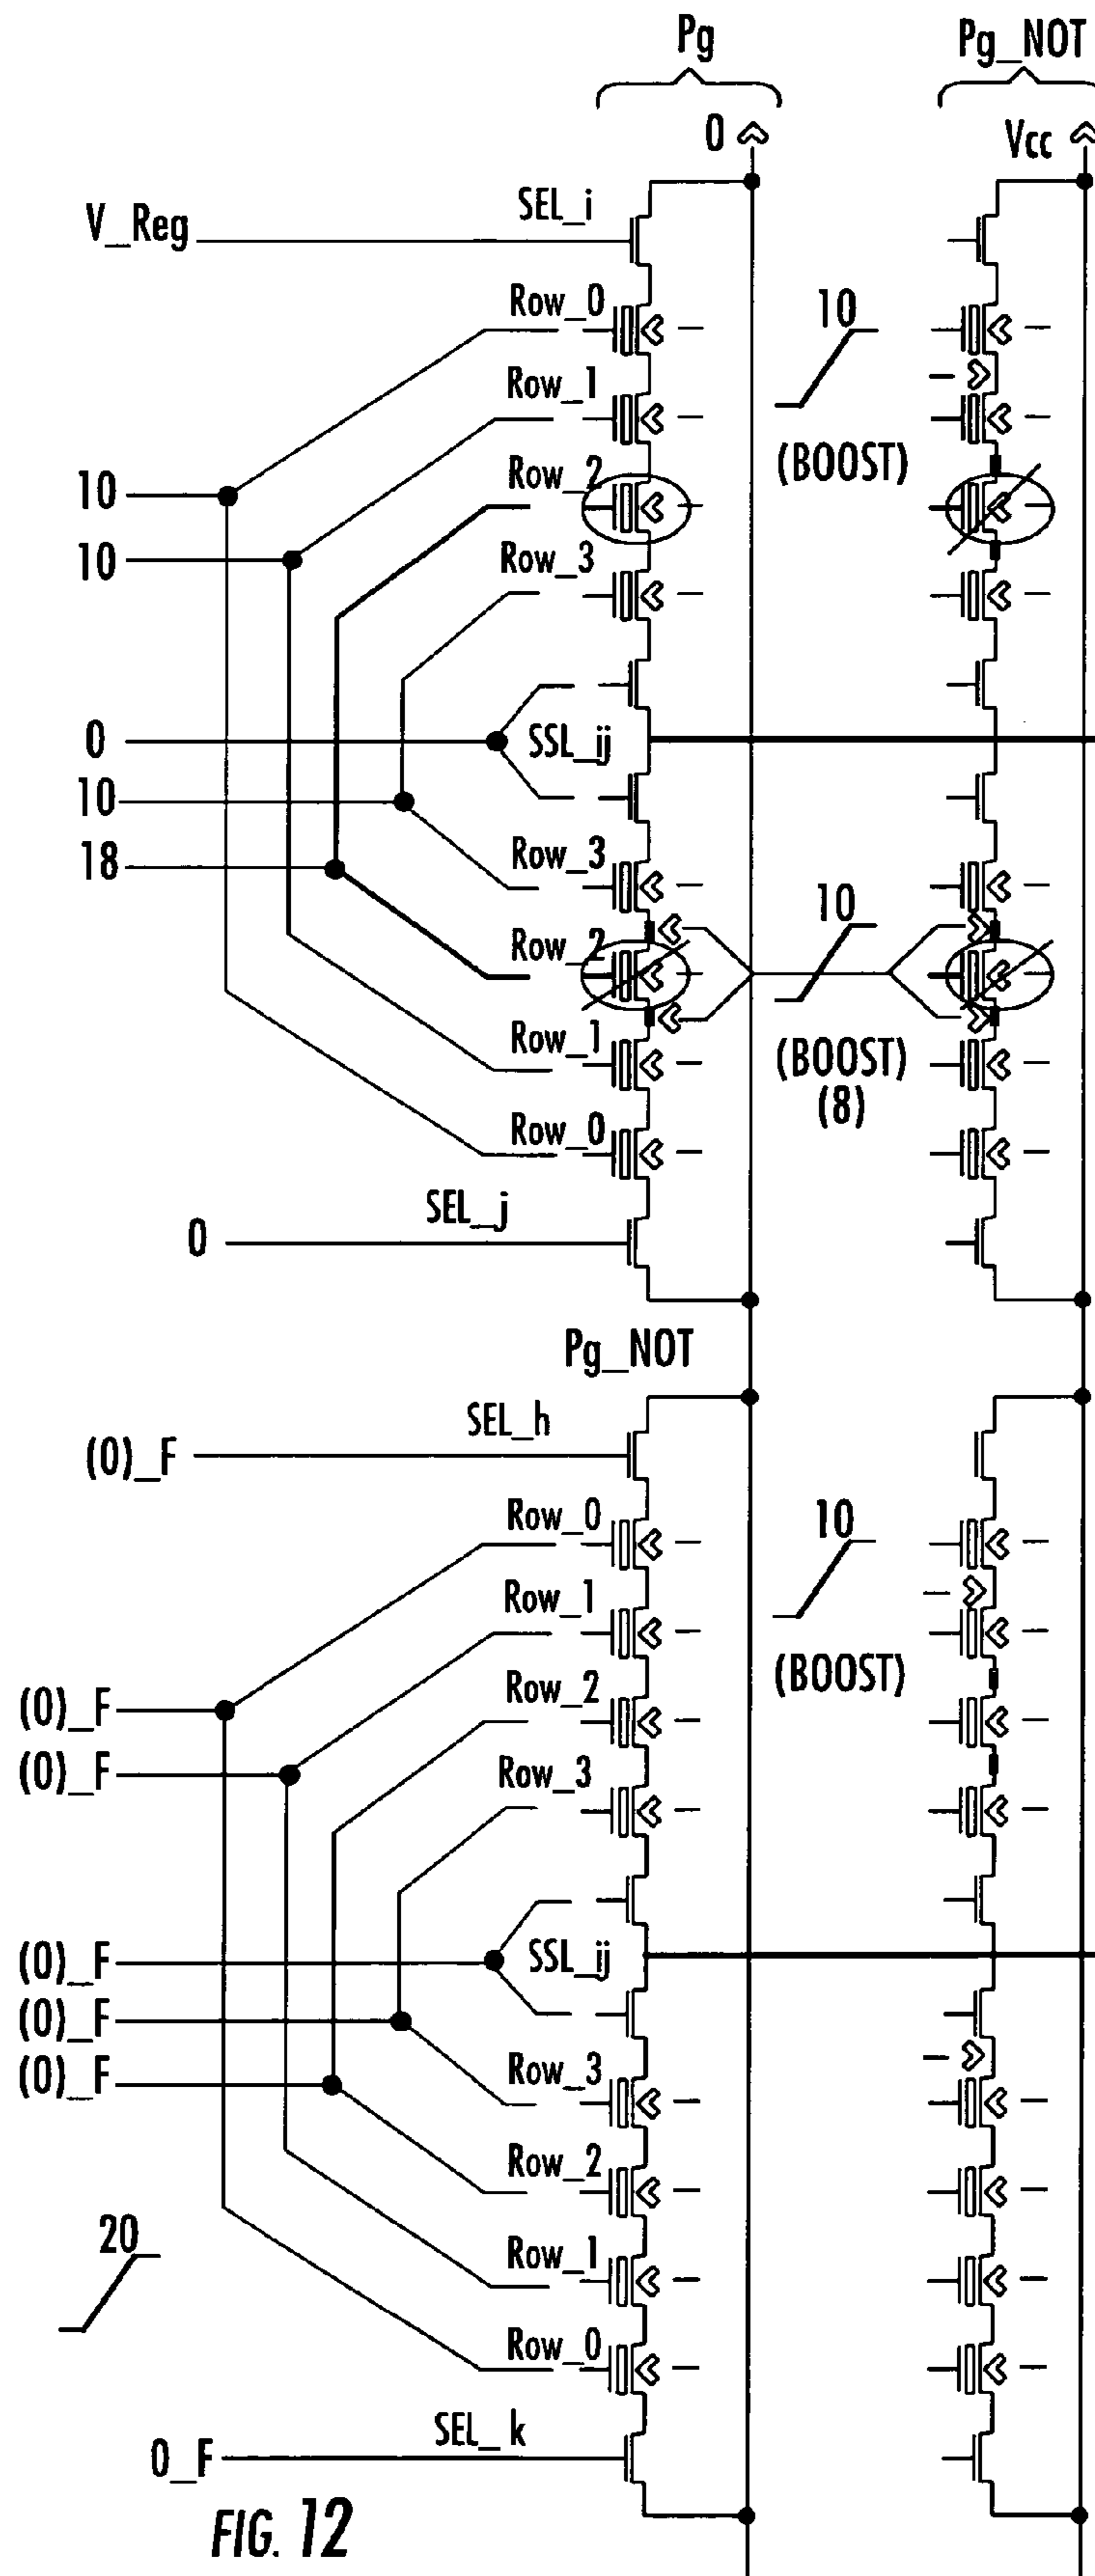 Pg Pg_NOT
0 Vcc
V_Reg SEL_i
Row_0
10
Row_1
(BOOST)
Row_2
10
10
Row_3
0 SSL_ij
10
18 Row_3
10
Row_2
Row_1 (BOOST)
(8)
Row_0
SEL_j
0
Pg_NOT
SEL_h
(0)_F
Row_0 10
Row_1
(BOOST)
Row_2
(0)_F
(0)_F Row_3
(0)_F SSL_ij
(0)_F
(0)_F Row_3
Row_2
20 Row_1
Row_0
SEL_k
0_F
FIG. 12